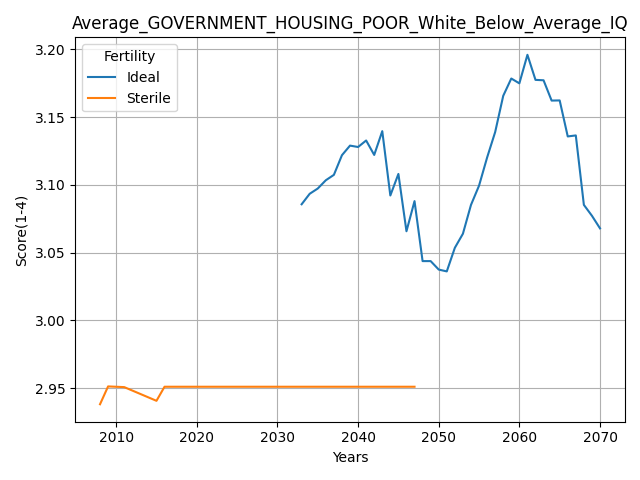 Average_GOVERNMENT_HOUSING_POOR_White_Below_Average_IQ
3.20
3.15
3.10
3.05
3.00
2.95
Score(1-4)
Fertility
Ideal
Sterile
2010 2020 2030 2040 2050 2060 2070
Years